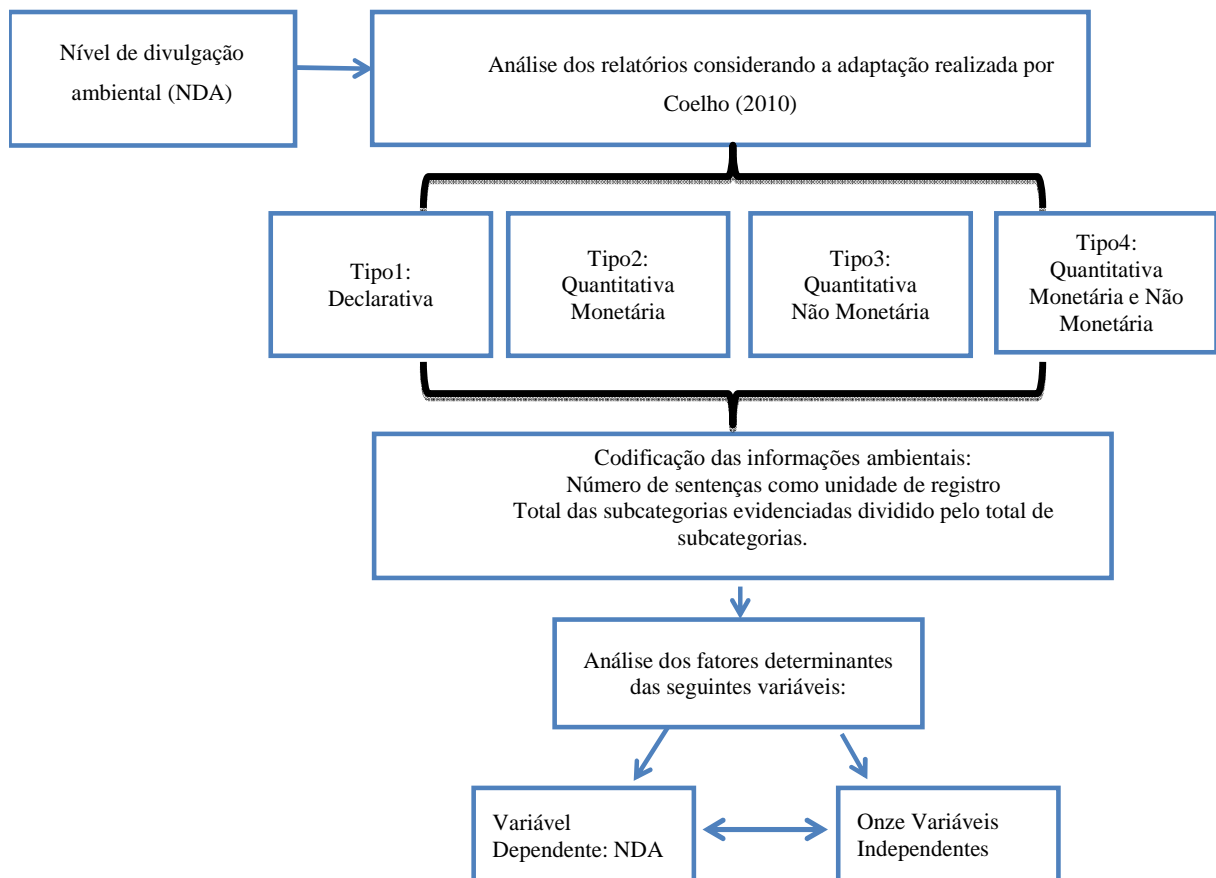 Nível de divulgação
ambiental (NDA)
Análise dos relatórios considerando a adaptação realizada por
Coelho (2010)
Tipo1:
Declarativa
Tipo2:
Quantitativa
Monetária
Tipo3:
Quantitativa
Não Monetária
Tipo4:
Quantitativa
Monetária e Não
Monetária
Codificação das informações ambientais:
Número de sentenças como unidade de registro
Total das subcategorias evidenciadas dividido pelo total de
subcategorias.
Análise dos fatores determinantes
das seguintes variáveis:
Variável
Dependente: NDA
Onze Variáveis
Independentes